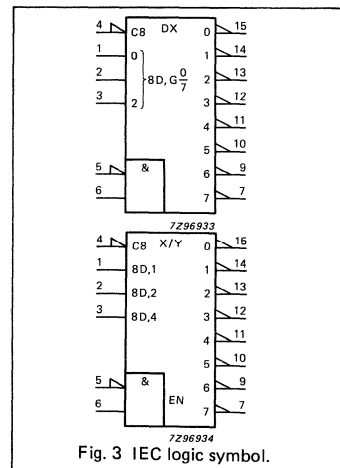 4 C8 DX 0 15
1 0 1 14
2 8D,G 0/7 2 13
3 2 3 12
4 11
5 10
5 & 6 9
6 7 7
7Z96933
4 C8 X/Y 0 16
1 8D,1 1 14
2 8D,2 2 13
3 8D,4 3 12
4 11
5 10
5 & 6 9
6 EN 7 7
7Z96934
Fig. 3 IEC logic symbol.